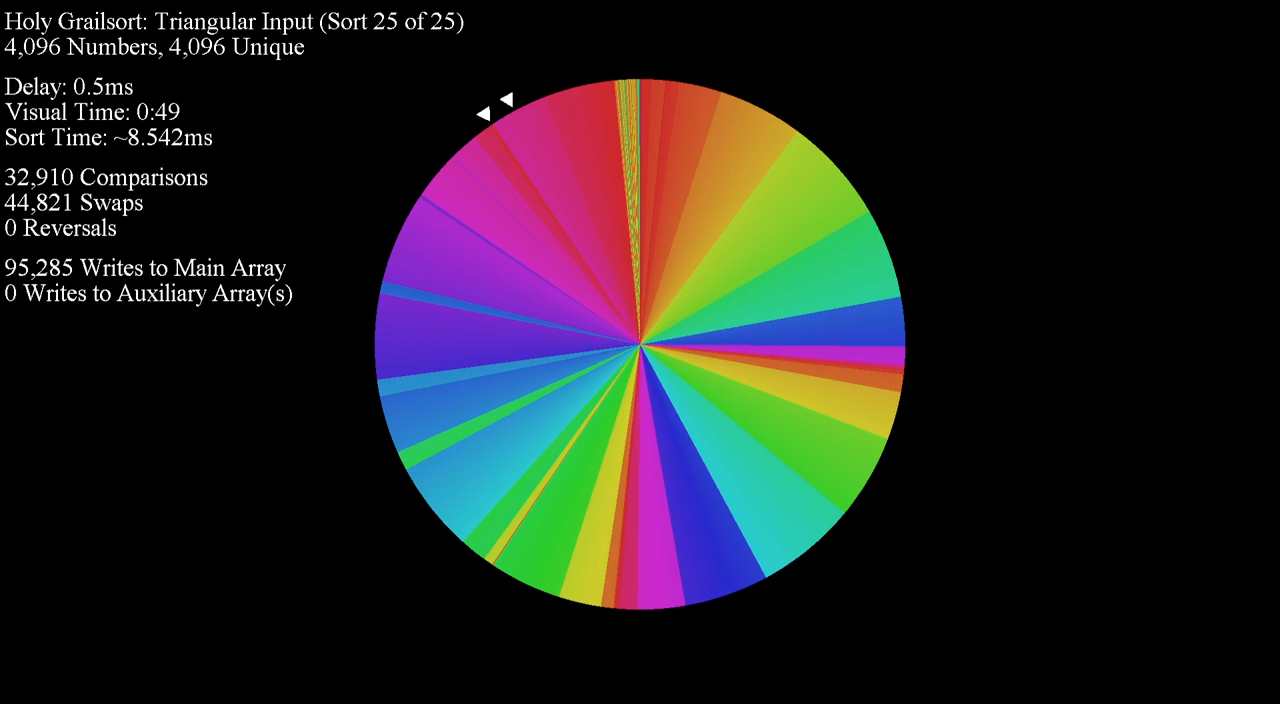 Holy Grailsort: Triangular Input (Sort 25 of 25)
4,096 Numbers, 4,096 Unique
Delay: 0.5ms
Visual Time: 0:49
Sort Time: ~8.542ms
32,910 Comparisons
44,821 Swaps
0 Reversals
95,285 Writes to Main Array
0 Writes to Auxiliary Array(s)